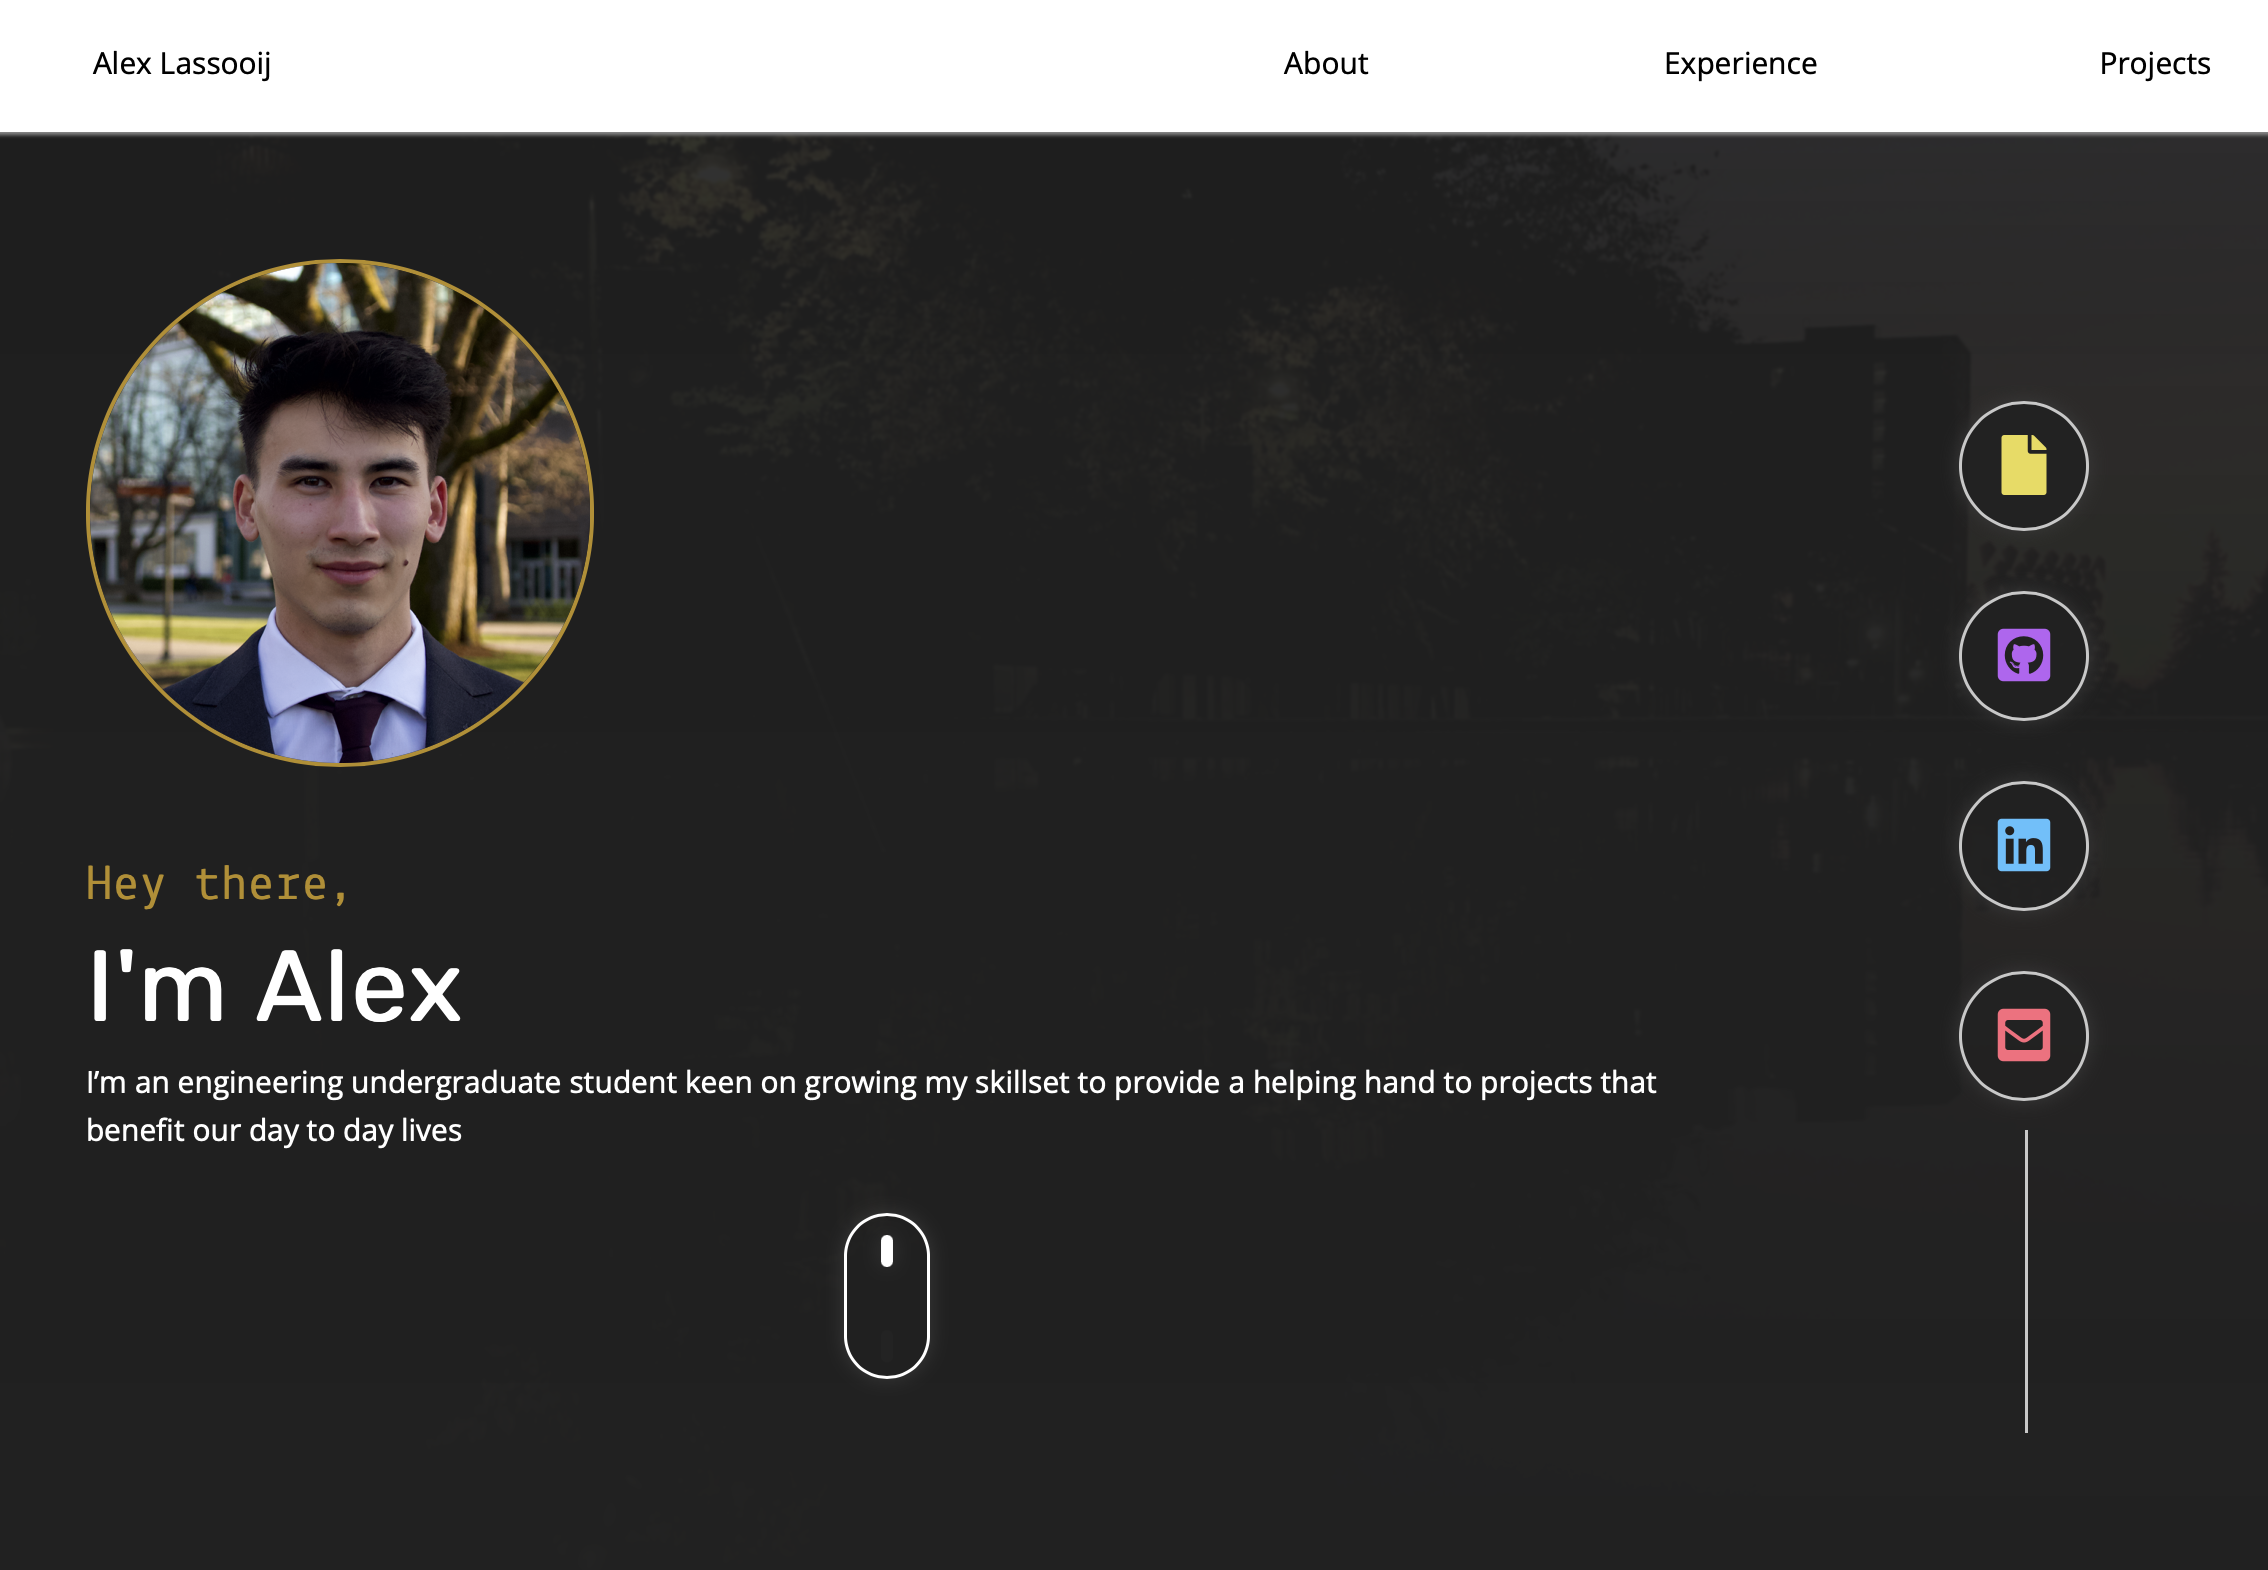 Alex Lassooij
About
Experience
Projects
Hey there,
I'm Alex
I’m an engineering undergraduate student keen on growing my skillset to provide a helping hand to projects that
benefit our day to day lives
in